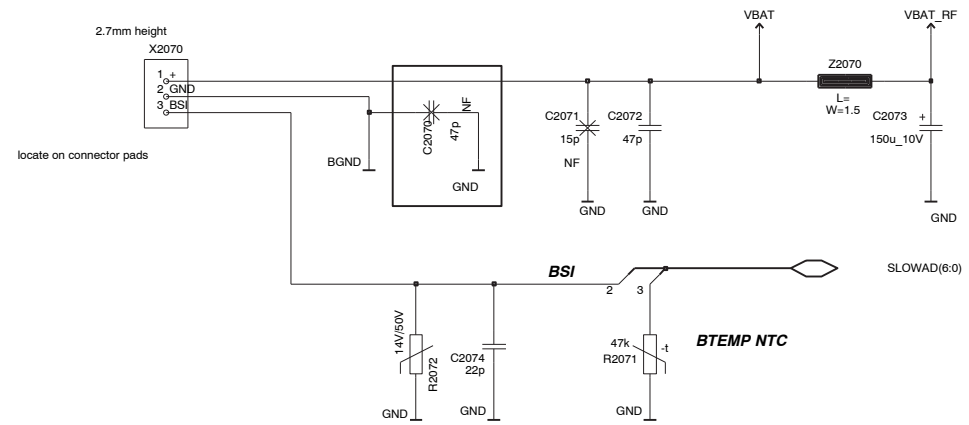 VBAT
VBAT_RF
2.7mm height
X2070
1 +
2 GND
3 BSI
Z2070
L=
W=1.5
C2070
47p
NF
C2071
15p
NF
C2072
47p
C2073
+
150u_10V
locate on connector pads
BGND
GND
GND
GND
GND
BSI
SLOWAD(6:0)
2
3
14V/50V
R2072
C2074
22p
47k
R2071
-t
BTEMP NTC
GND
GND
GND